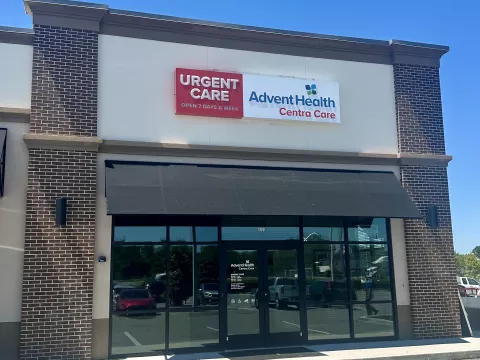 URGENT
CARE
OPEN 7 DAYS A WEEK
AdventHealth
Centra Care
AdventHealth
Centra Care